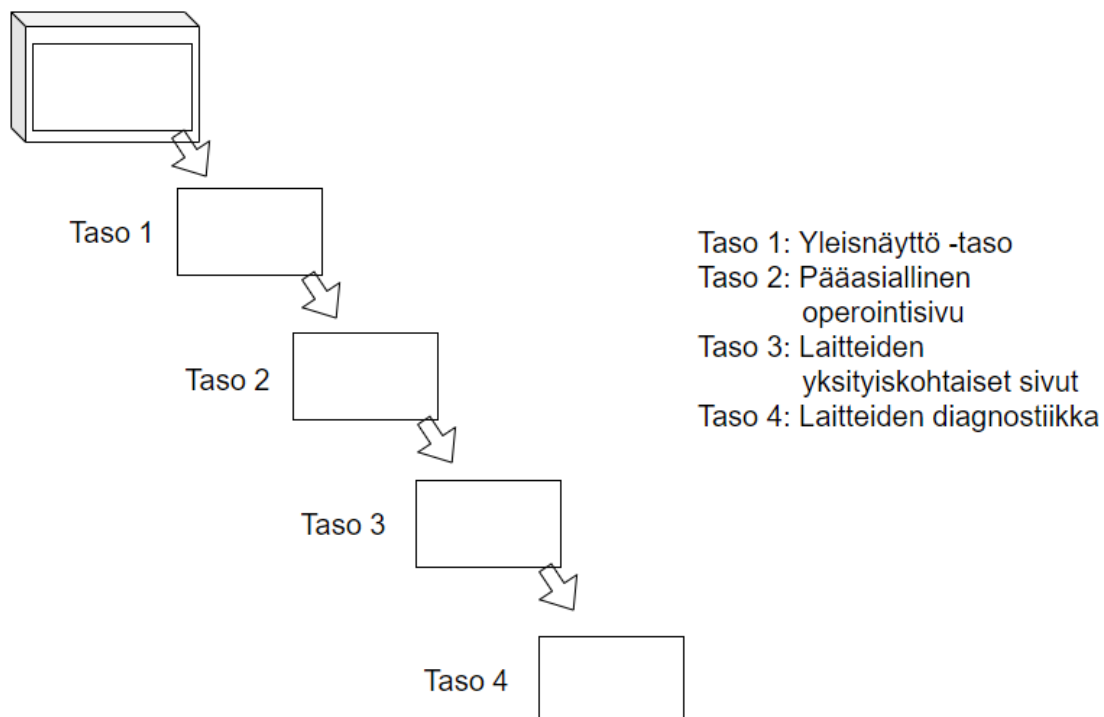 Taso 1
Taso 2
Taso 3
Taso 4
Taso 1: Yleisnäyttö -taso
Taso 2: Pääasiallinen
operointisivu
Taso 3: Laitteiden
yksityiskohtaiset sivut
Taso 4: Laitteiden diagnostiikka